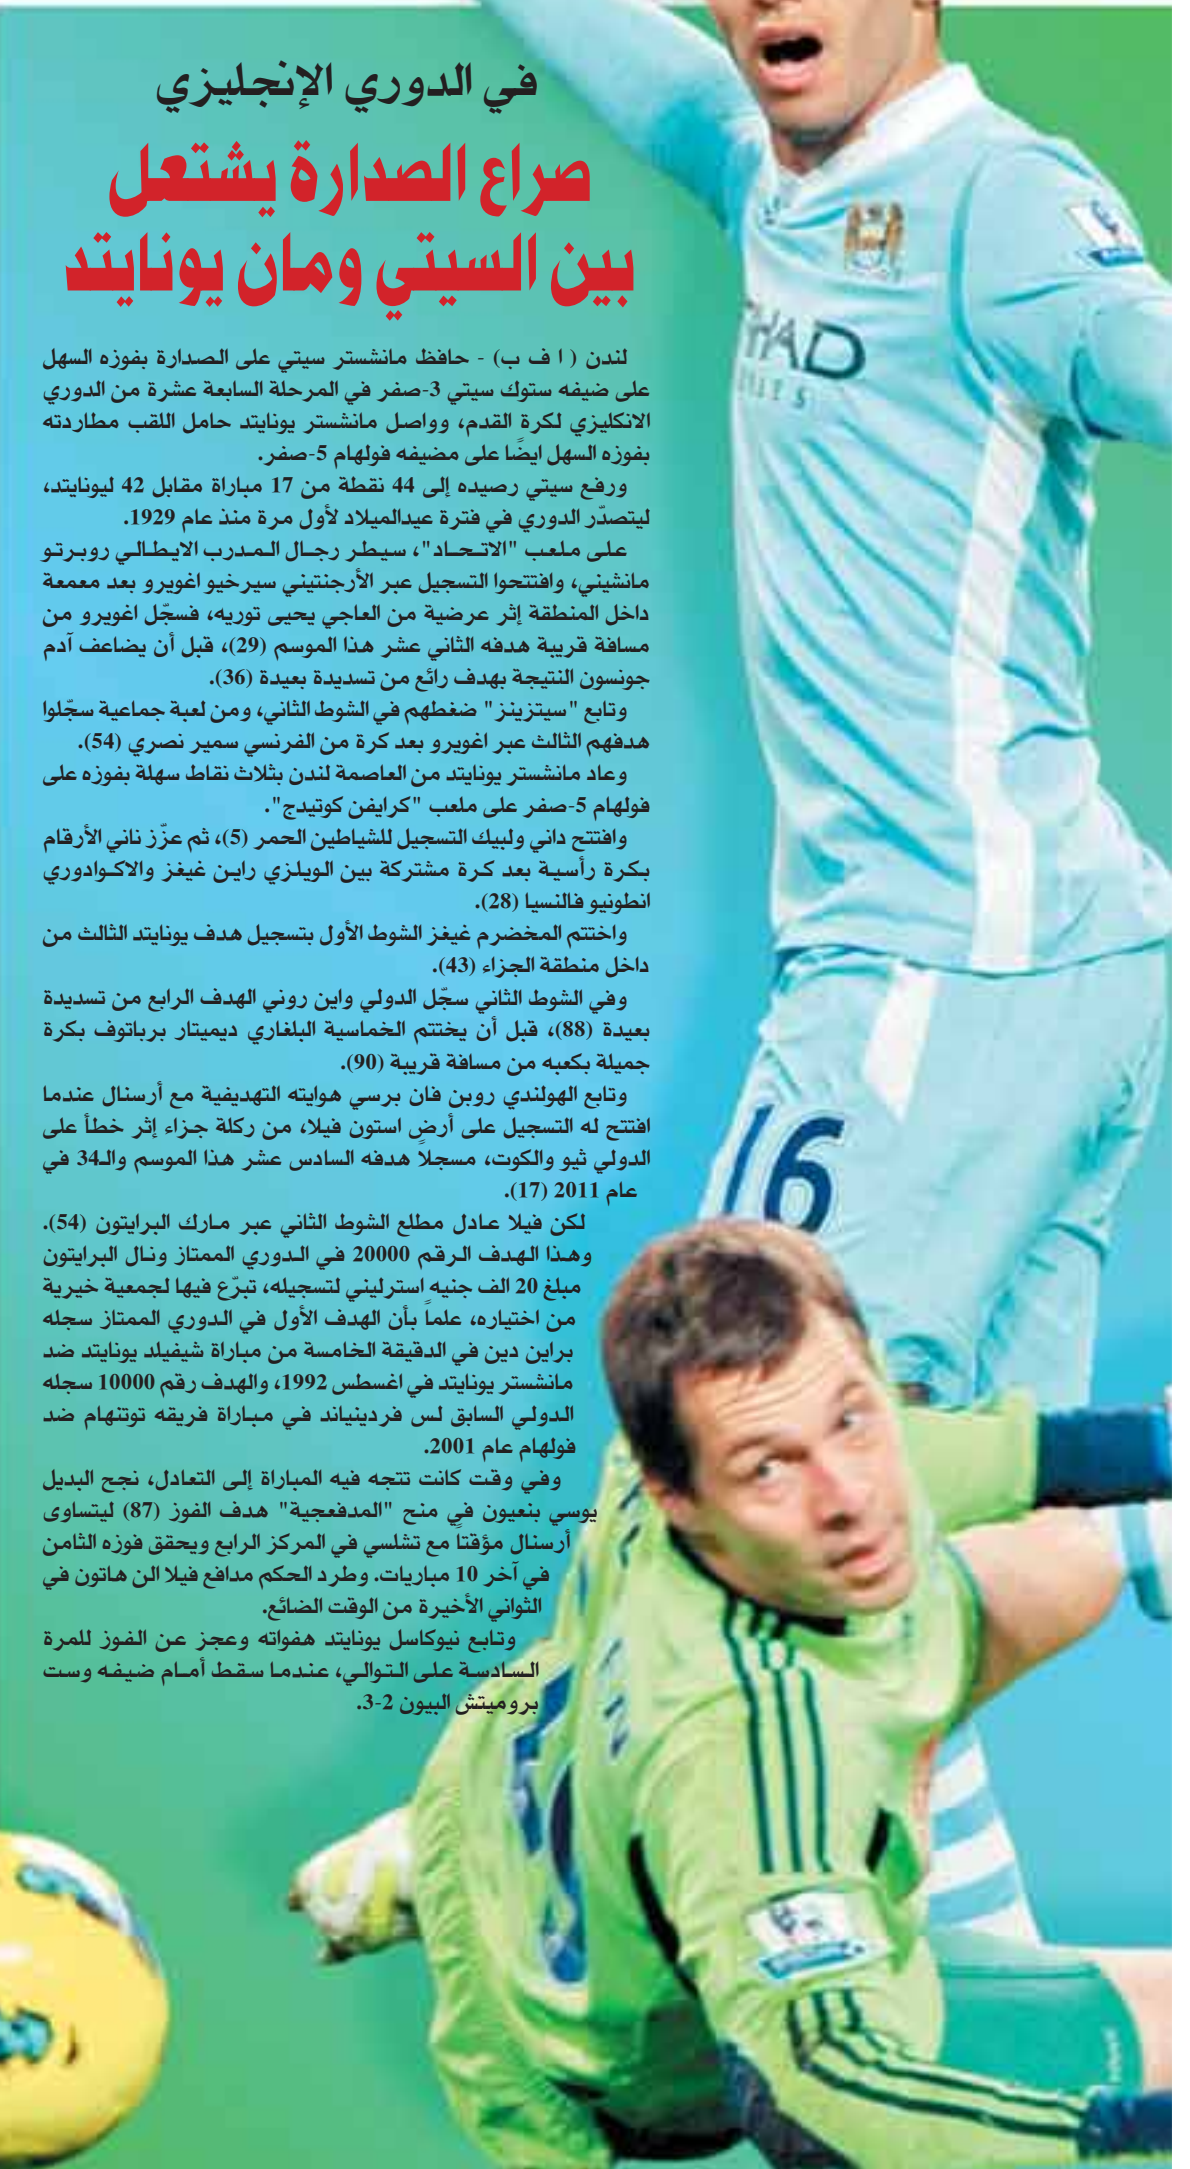 في الدوري الإنجليزي
صراع الصدارة يشتعل
بين السيتي ومان يونايتد
لندن ( ا ف ب) - حافظ مانشستر سيتي على الصدارة بفوزه السهل
على ضيفه ستوك سيتي 3-صفر في المرحلة السابعة عشرة من الدوري
الانكليزي لكرة القدم، وواصل مانشستر يونايتد حامل اللقب مطاردته
بفوزه السهل ايضًا على مضيفه فولهام 5-صفر.
ورفع سيتي رصيده إلى 44 نقطة من 17 مباراة مقابل 42 ليونايتد،
ليتصدّر الدوري في فترة عيدالميلاد لأول مرة منذ عام 1929.
على ملعب "الاتحاد"، سيطر رجال المدرب الايطالي روبرتو
مانشيني، وافتتحوا التسجيل عبر الأرجنتيني سيرخيو اغويرو بعد معمعة
داخل المنطقة إثر عرضية من العاجي يحيى توريه، فسجّل اغويرو من
مسافة قريبة هدفه الثاني عشر هذا الموسم (29)، قبل أن يضاعف آدم
جونسون النتيجة بهدف رائع من تسديدة بعيدة (36).
وتابع "سيتزينز" ضغطهم في الشوط الثاني، ومن لعبة جماعية سجّلوا
هدفهم الثالث عبر اغويرو بعد كرة من الفرنسي سمير نصري (54).
وعاد مانشستر يونايتد من العاصمة لندن بثلاث نقاط سهلة بفوزه على
فولهام 5-صفر على ملعب "كرايفن كوتيدج".
وافتتح داني ولبيك التسجيل للشياطين الحمر (5)، ثم عزّز ناني الأرقام
بكرة رأسية بعد كرة مشتركة بين الويلزي راين غيغز والاكوادوري
انطونيو فالنسيا (28).
واختتم المخضرم غيغز الشوط الأول بتسجيل هدف يونايتد الثالث من
داخل منطقة الجزاء (43).
وفي الشوط الثاني سجّل الدولي واين روني الهدف الرابع من تسديدة
بعيدة (88)، قبل أن يختتم الخماسية البلغاري ديميتار برباتوف بكرة
جميلة بكعبه من مسافة قريبة (90).
وتابع الهولندي روبن فان برسي هوايته التهديفية مع أرسنال عندما
افتتح له التسجيل على أرض استون فيلا، من ركلة جزاء إثر خطأ على
الدولي ثيو والكوت، مسجلاً هدفه السادس عشر هذا الموسم والـ34 في
عام 2011 (17).
لكن فيلا عادل مطلع الشوط الثاني عبر مارك البرايتون (54).
وهذا الهدف الرقم 20000 في الدوري الممتاز ونال البرايتون
مبلغ 20 الف جنيه استرليني لتسجيله، تبرّع فيها لجمعية خيرية
من اختياره، علماً بأن الهدف الأول في الدوري الممتاز سجله
براين دين في الدقيقة الخامسة من مباراة شيفيلد يونايتد ضد
مانشستر يونايتد في اغسطس 1992، والهدف رقم 10000 سجله
الدولي السابق لس فردينياند في مباراة فريقه توتنهام ضد
فولهام عام 2001.
وفي وقت كانت تتجه فيه المباراة إلى التعادل، نجح البديل
يوسي بنعيون في منح "المدفعجية" هدف الفوز (87) ليتساوى
أرسنال مؤقتاً مع تشلسي في المركز الرابع ويحقق فوزه الثامن
في آخر 10 مباريات. وطرد الحكم مدافع فيلا الن هاتون في
الثواني الأخيرة من الوقت الضائع.
وتابع نيوكاسل يونايتد هفواته وعجز عن الفوز للمرة
السادسة على التوالي، عندما سقط أمام ضيفه وست
بروميتش البيون 2-3.
HAD
16